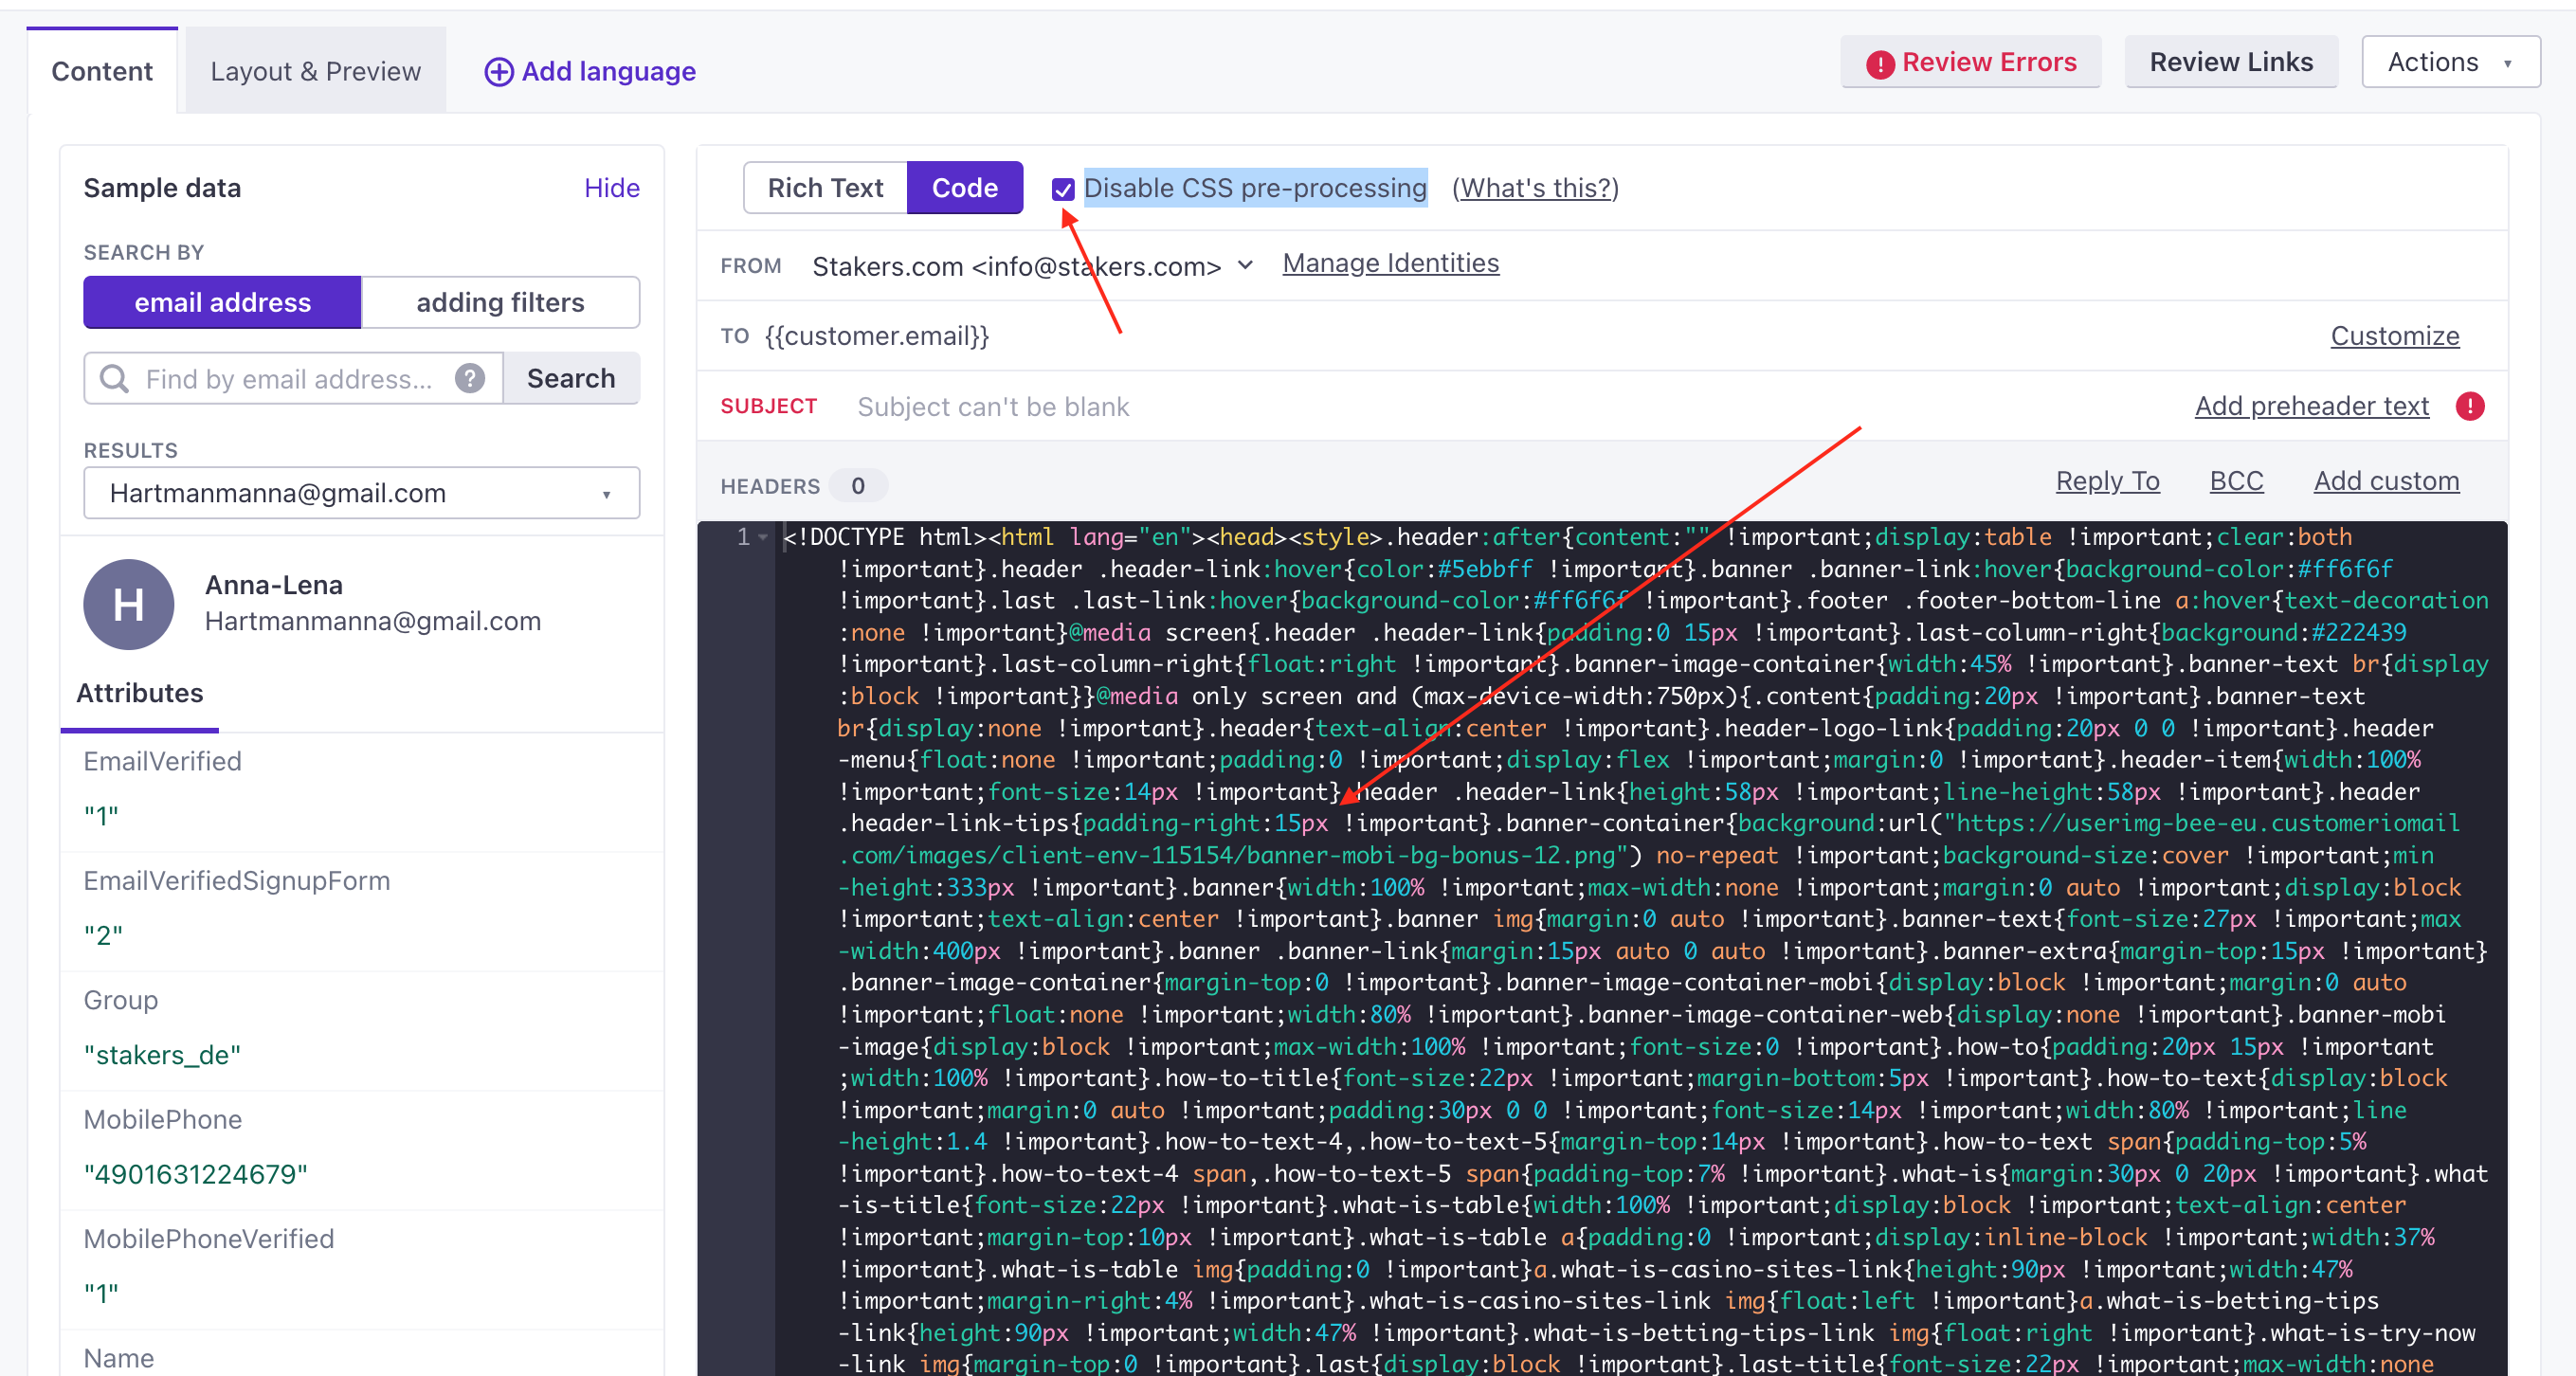 Content
Layout & Preview
Add language
Review Errors
Review Links
Actions
Sample data
Hide
SEARCH BY
email address
adding filters
Find by email address...
?
Search
RESULTS
Hartmanmanna@gmail.com
H
Anna-Lena
Hartmanmanna@gmail.com
Attributes
EmailVerified
"1"
EmailVerifiedSignupForm
"2"
Group
"stakers_de"
MobilePhone
"4901631224679"
MobilePhoneVerified
"1"
Name
Rich Text
Code
Disable CSS pre-processing (What's this?)
FROM Stakers.com <info@stakers.com> Manage Identities
TO {{customer.email}} Customize
SUBJECT Subject can't be blank Add preheader text
HEADERS 0 Reply To BCC Add custom
1 <!DOCTYPE html><html lang="en"><head><style>.header:after{content:"" !important;display:table !important;clear:both
!important}.header .header-link:hover{color:#5ebbff !important}.banner .banner-link:hover{background-color:#ff6f6f
!important}.last .last-link:hover{background-color:#ff6f6f !important}.footer .footer-bottom-line a:hover{text-decoration
:none !important}@media screen{.header .header-link{padding:0 15px !important}.last-column-right{background:#222439
!important}.last-column-right{float:right !important}.banner-image-container{width:45% !important}.banner-text br{display
:block !important}}@media only screen and (max-device-width:750px){.content{padding:20px !important}.banner-text
br{display:none !important}.header{text-align:center !important}.header-logo-link{padding:20px 0 0 !important}.header
-menu{float:none !important;padding:0 !important;display:flex !important;margin:0 !important}.header-item{width:100%
!important;font-size:14px !important}.header .header-link{height:58px !important;line-height:58px !important}.header
.header-link-tips{padding-right:15px !important}.banner-container{background:url("https://userimg-bee-eu.customeriomail
.com/images/client-env-115154/banner-mobi-bg-bonus-12.png") no-repeat !important;background-size:cover !important;min
-height:333px !important}.banner{width:100% !important;max-width:none !important;margin:0 auto !important;display:block
!important;text-align:center !important}.banner img{margin:0 auto !important}.banner-text{font-size:27px !important;max
-width:400px !important}.banner .banner-link{margin:15px auto 0 auto !important}.banner-extra{margin-top:15px !important}
.banner-image-container{margin-top:0 !important}.banner-image-container-mobi{display:block !important;margin:0 auto
!important;float:none !important;width:80% !important}.banner-image-container-web{display:none !important}.banner-mobi
-image{display:block !important;max-width:100% !important;font-size:0 !important}.how-to{padding:20px 15px !important
;width:100% !important}.how-to-title{font-size:22px !important;margin-bottom:5px !important}.how-to-text{display:block
!important;margin:0 auto !important;padding:30px 0 0 !important;font-size:14px !important;width:80% !important;line
-height:1.4 !important}.how-to-text-4,.how-to-text-5{margin-top:14px !important}.how-to-text span{padding-top:5%
!important}.how-to-text-4 span,.how-to-text-5 span{padding-top:7% !important}.what-is{margin:30px 0 20px !important}.what
-is-title{font-size:22px !important}.what-is-table{width:100% !important;display:block !important;text-align:center
!important;margin-top:10px !important}.what-is-table a{padding:0 !important;display:inline-block !important;width:37%
!important}.what-is-table img{padding:0 !important}a.what-is-casino-sites-link{height:90px !important;width:47%
!important;margin-right:4% !important}.what-is-casino-sites-link img{float:left !important}a.what-is-betting-tips
-link{height:90px !important;width:47% !important}.what-is-betting-tips-link img{float:right !important}.what-is-try-now
-link img{margin-top:0 !important}.last{display:block !important}.last-title{font-size:22px !important;max-width:none